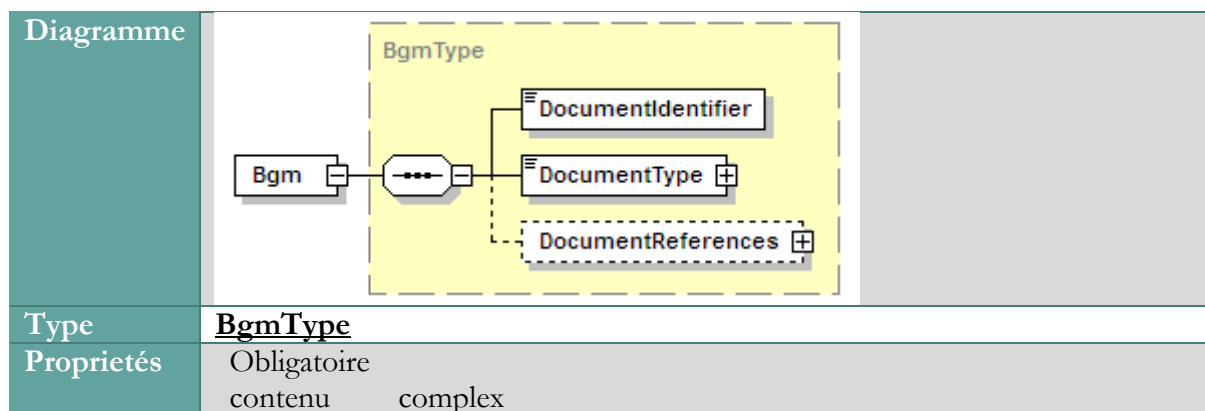 Diagramme
BgmType
DocumentIdentifier
Bgm
DocumentType
DocumentReferences
Type BgmType
Proprietés Obligatoire
contenu complex